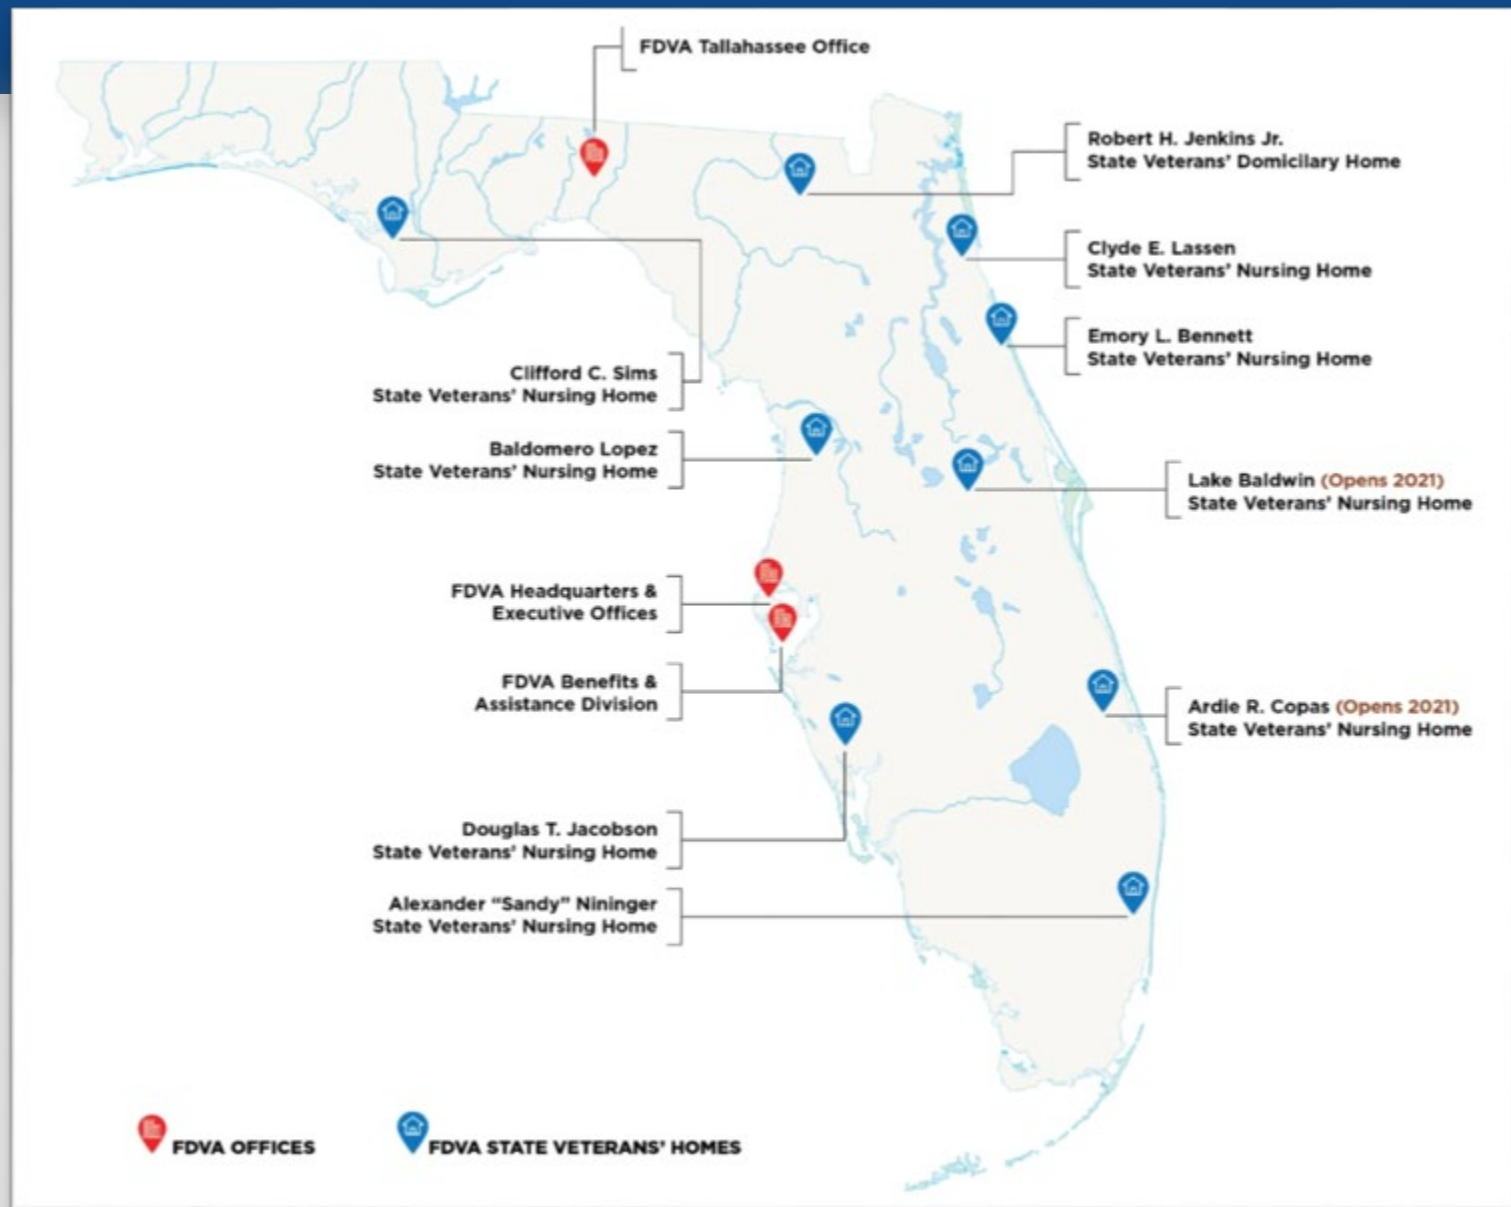 FDVA Tallahassee Office
Robert H. Jenkins Jr.
State Veterans' Domicilary Home
Clyde E. Lassen
State Veterans' Nursing Home
Emory L. Bennett
State Veterans' Nursing Home
Clifford C. Sims
State Veterans' Nursing Home
Baldomero Lopez
State Veterans' Nursing Home
Lake Baldwin (Opens 2021)
State Veterans' Nursing Home
FDVA Headquarters &
Executive Offices
FDVA Benefits &
Assistance Division
Ardie R. Copas (Opens 2021)
State Veterans' Nursing Home
Douglas T. Jacobson
State Veterans' Nursing Home
Alexander “Sandy” Nininger
State Veterans' Nursing Home
FDVA OFFICES
FDVA STATE VETERANS' HOMES